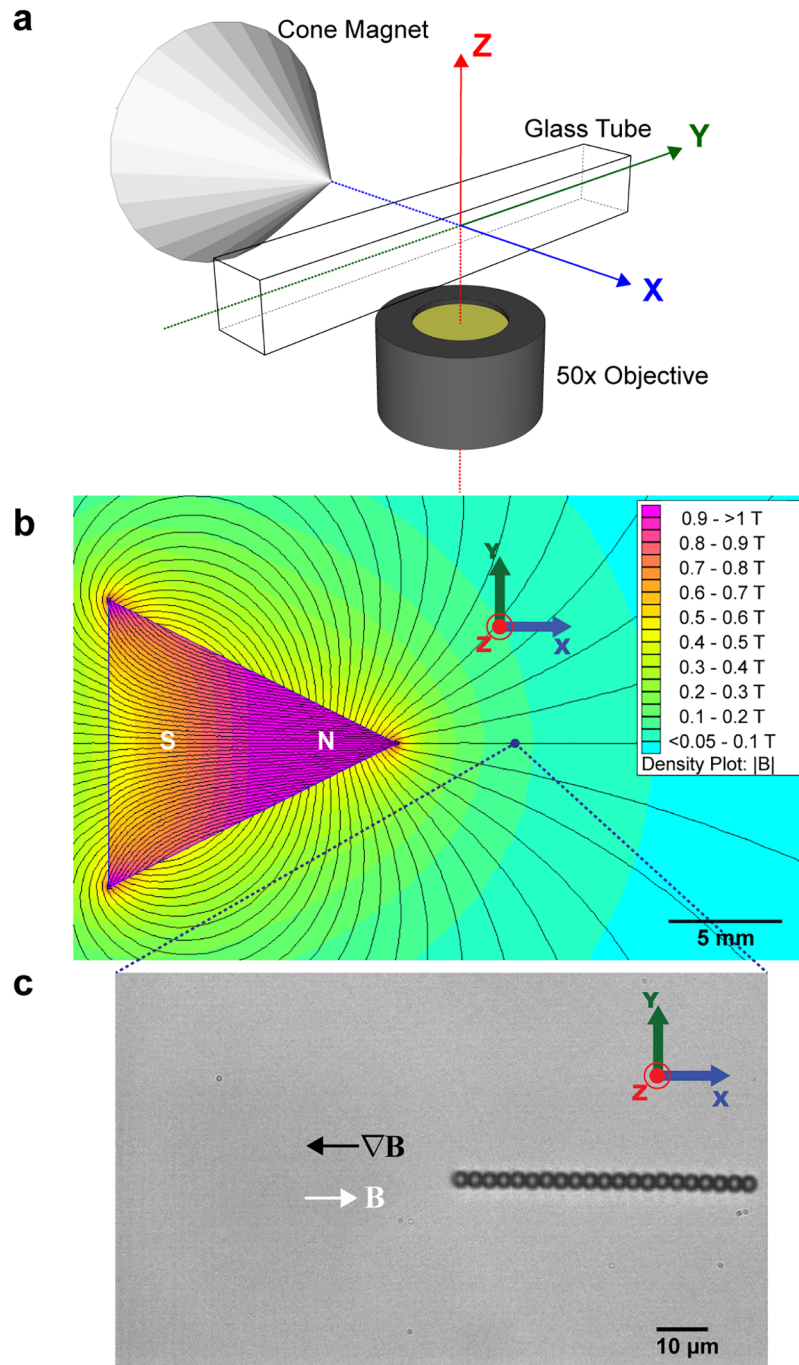 a
Cone Magnet
Z
Glass Tube
Y
X
50x Objective
b
0.9 - >1 T
0.8 - 0.9 T
0.7 - 0.8 T
0.6 - 0.7 T
0.5 - 0.6 T
0.4 - 0.5 T
0.3 - 0.4 T
0.2 - 0.3 T
0.1 - 0.2 T
<0.05 - 0.1 T
Density Plot: |B|
Y
Z
X
S
N
5 mm
c
Y
Z
X
∇B
B
10 µm